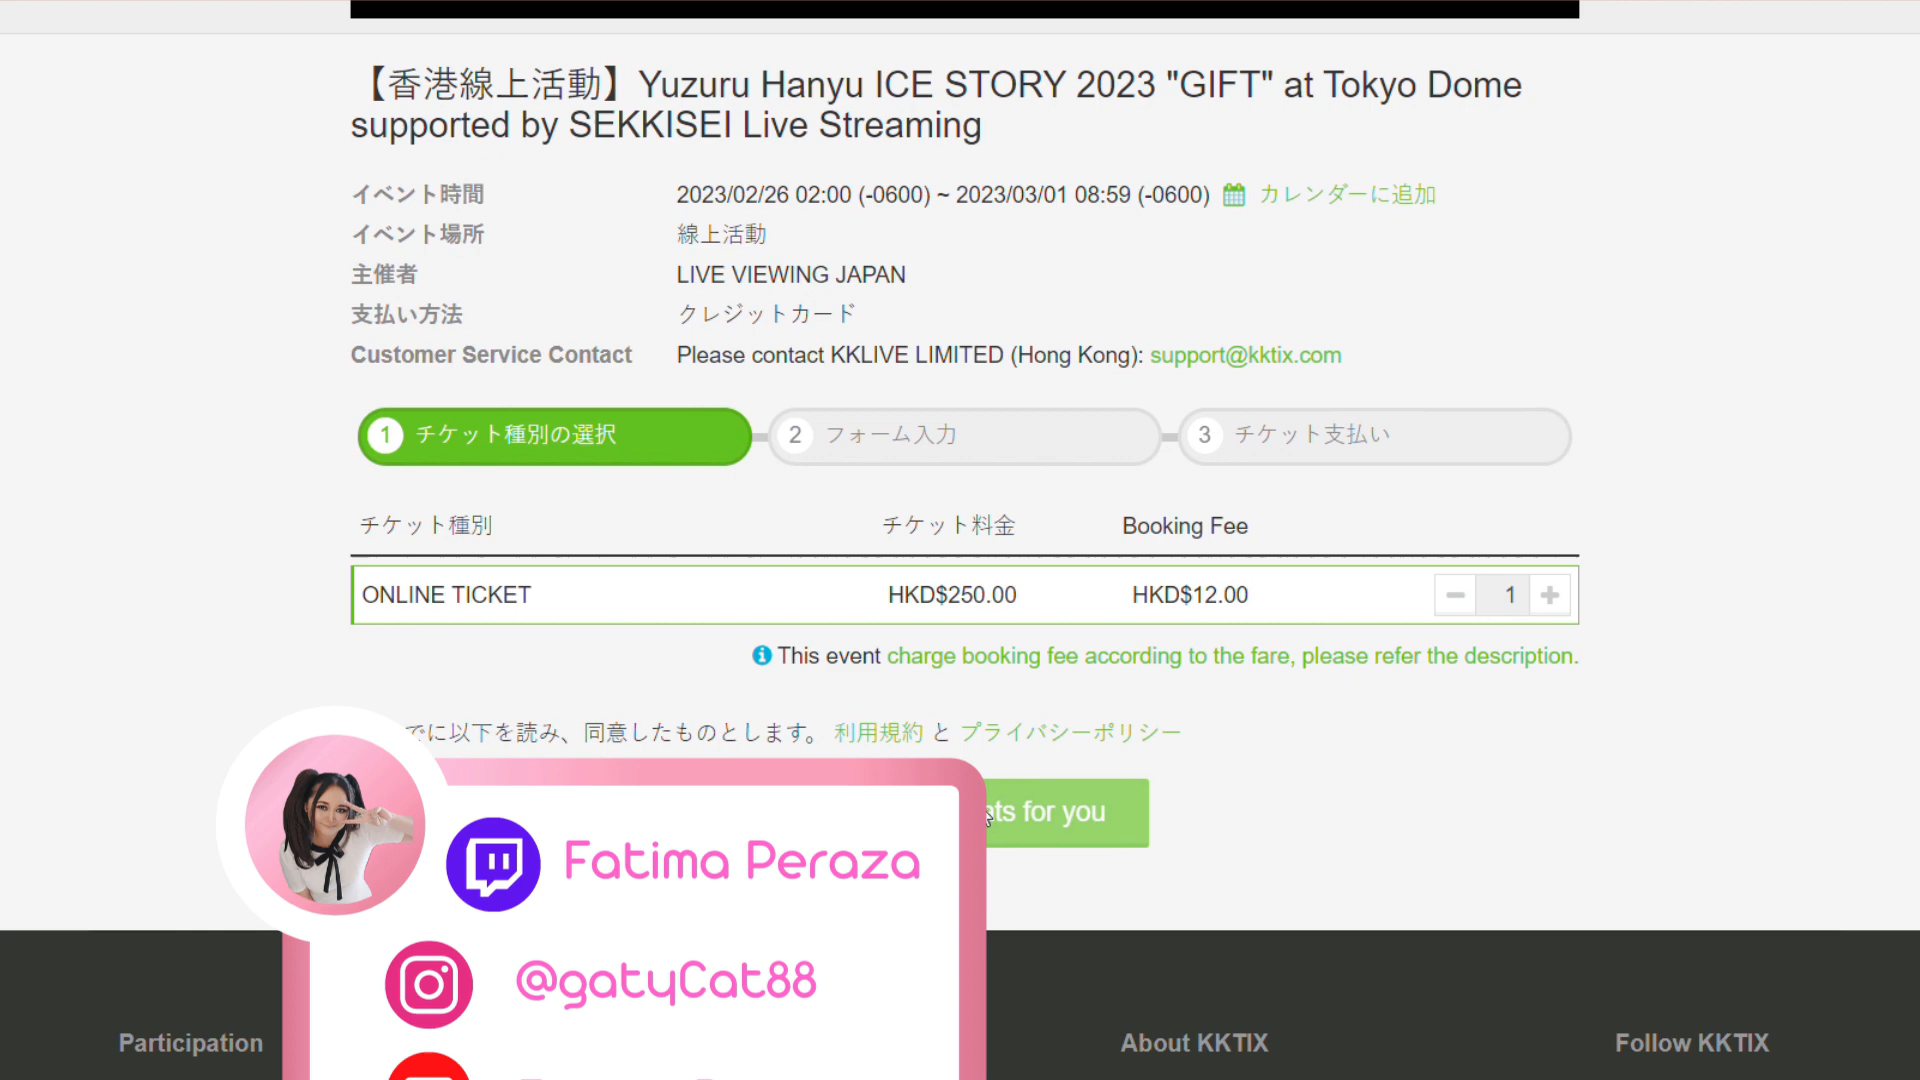 【香港線上活動】Yuzuru Hanyu ICE STORY 2023 "GIFT" at Tokyo Dome
supported by SEKKISEI Live Streaming
イベント時間 2023/02/26 02:00 (-0600) ~ 2023/03/01 08:59 (-0600) カレンダーに追加
イベント場所 線上活動
主催者 LIVE VIEWING JAPAN
支払い方法 クレジットカード
Customer Service Contact Please contact KKLIVE LIMITED (Hong Kong): support@kktix.com
1 チケット種別の選択 2 フォーム入力 3 チケット支払い
チケット種別 チケット料金 Booking Fee
ONLINE TICKET HKD$250.00 HKD$12.00 1
This event charge booking fee according to the fare, please refer the description.
でに以下を読み、同意したものとします。 利用規約 と プライバシーポリシー
for you
Fatima Peraza
@gatyCat88
Participation About KKTIX Follow KKTIX